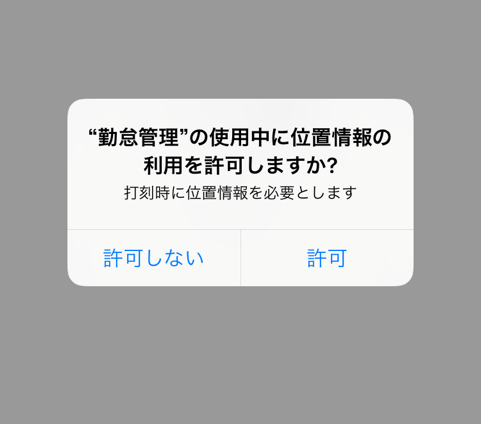 “勤怠管理”の使用中に位置情報の
利用を許可しますか?
打刻時に位置情報を必要とします
許可しない
許可